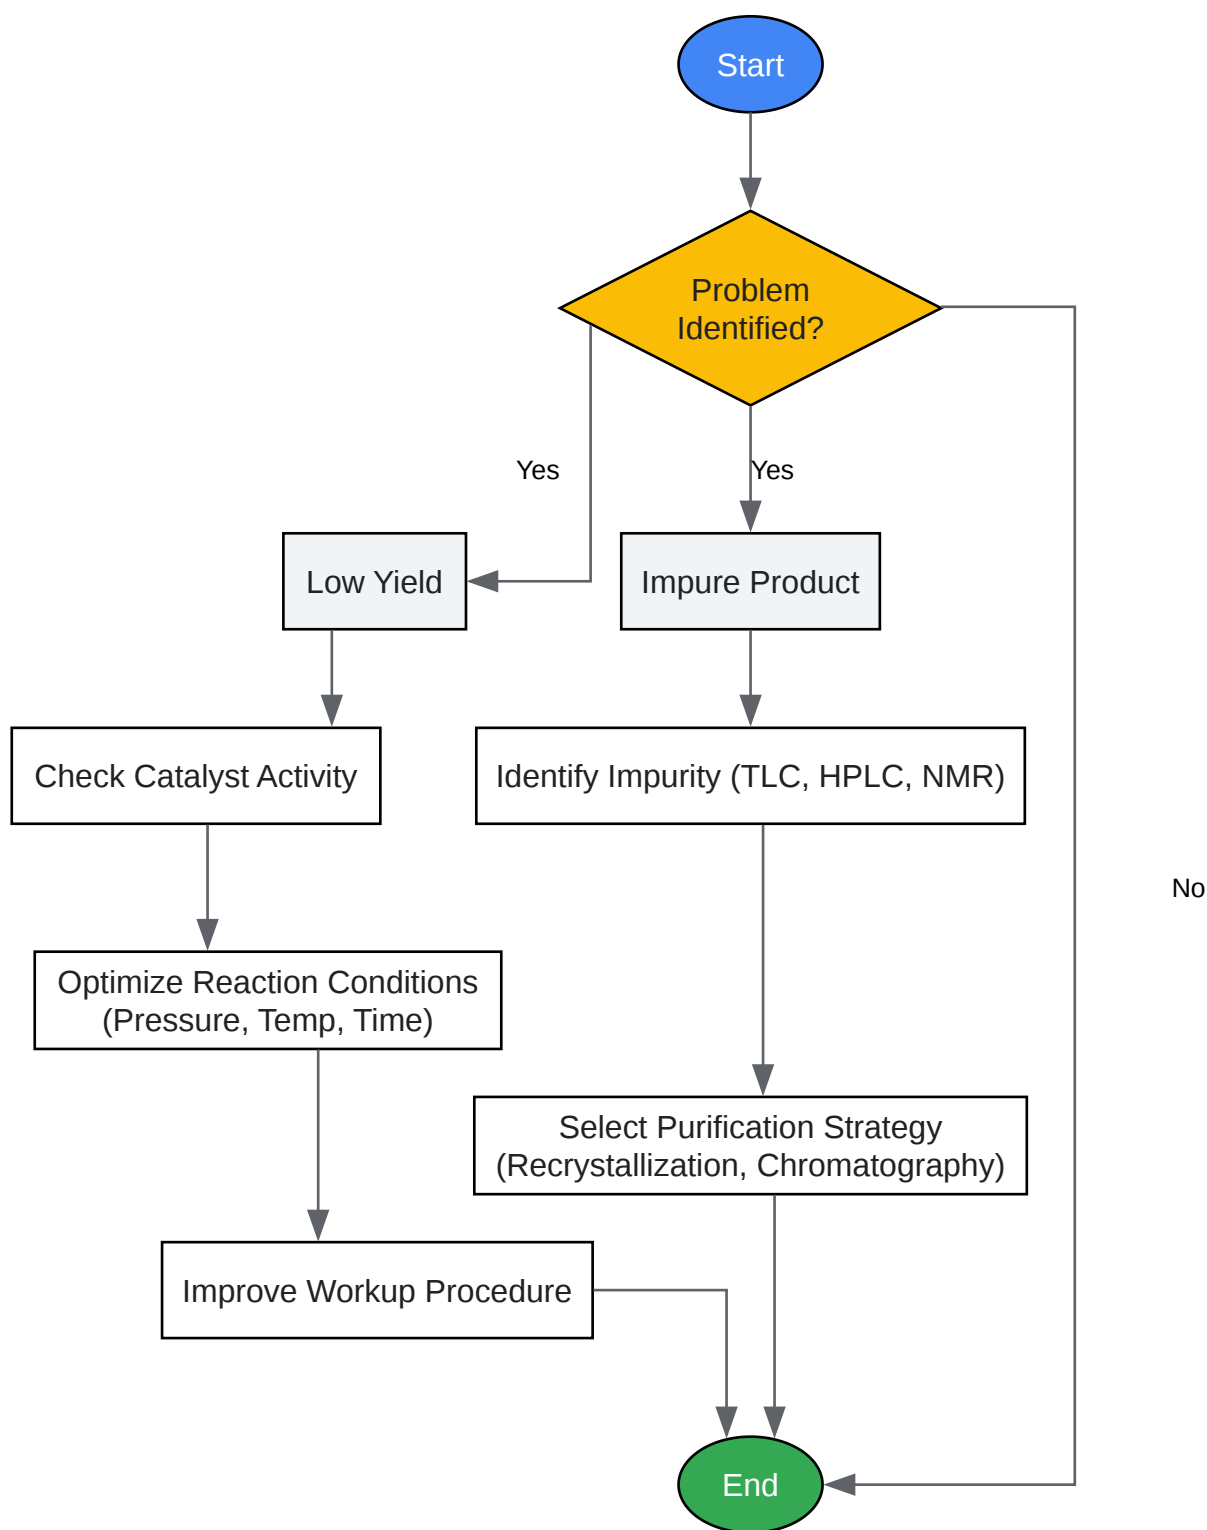 Start
Problem
Identified?
Yes
Yes
Low Yield
Impure Product
Check Catalyst Activity
Identify Impurity (TLC, HPLC, NMR)
No
Optimize Reaction Conditions
(Pressure, Temp, Time)
Select Purification Strategy
(Recrystallization, Chromatography)
Improve Workup Procedure
End